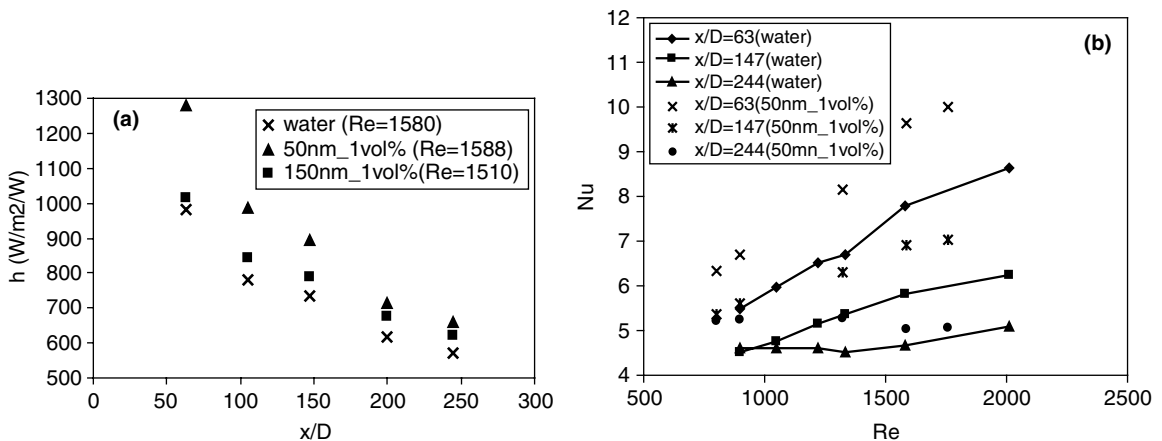 (a)
1300
1200
1100
1000
900
800
700
600
500
h (W/m2/W)
0
50
100
150
200
250
300
x/D
water (Re=1580)
50nm_1vol% (Re=1588)
150nm_1vol%(Re=1510)
(b)
12
11
10
9
8
7
6
5
4
Nu
500
1000
1500
2000
2500
Re
x/D=63(water)
x/D=147(water)
x/D=244(water)
x/D=63(50nm_1vol%)
x/D=147(50nm_1vol%)
x/D=244(50mn_1vol%)